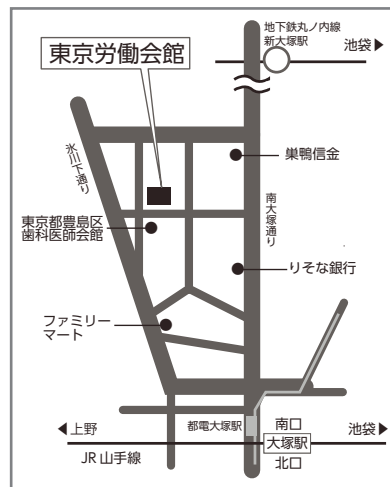 地下鉄丸ノ内線
新大塚駅
池袋▶
東京労働会館
氷川下通り
巣鴨信金
東京都豊島区
歯科医師会館
南大塚通り
りそな銀行
ファミリー
マート
◀上野
都電大塚駅
南口
大塚駅
池袋▶
JR山手線
北口